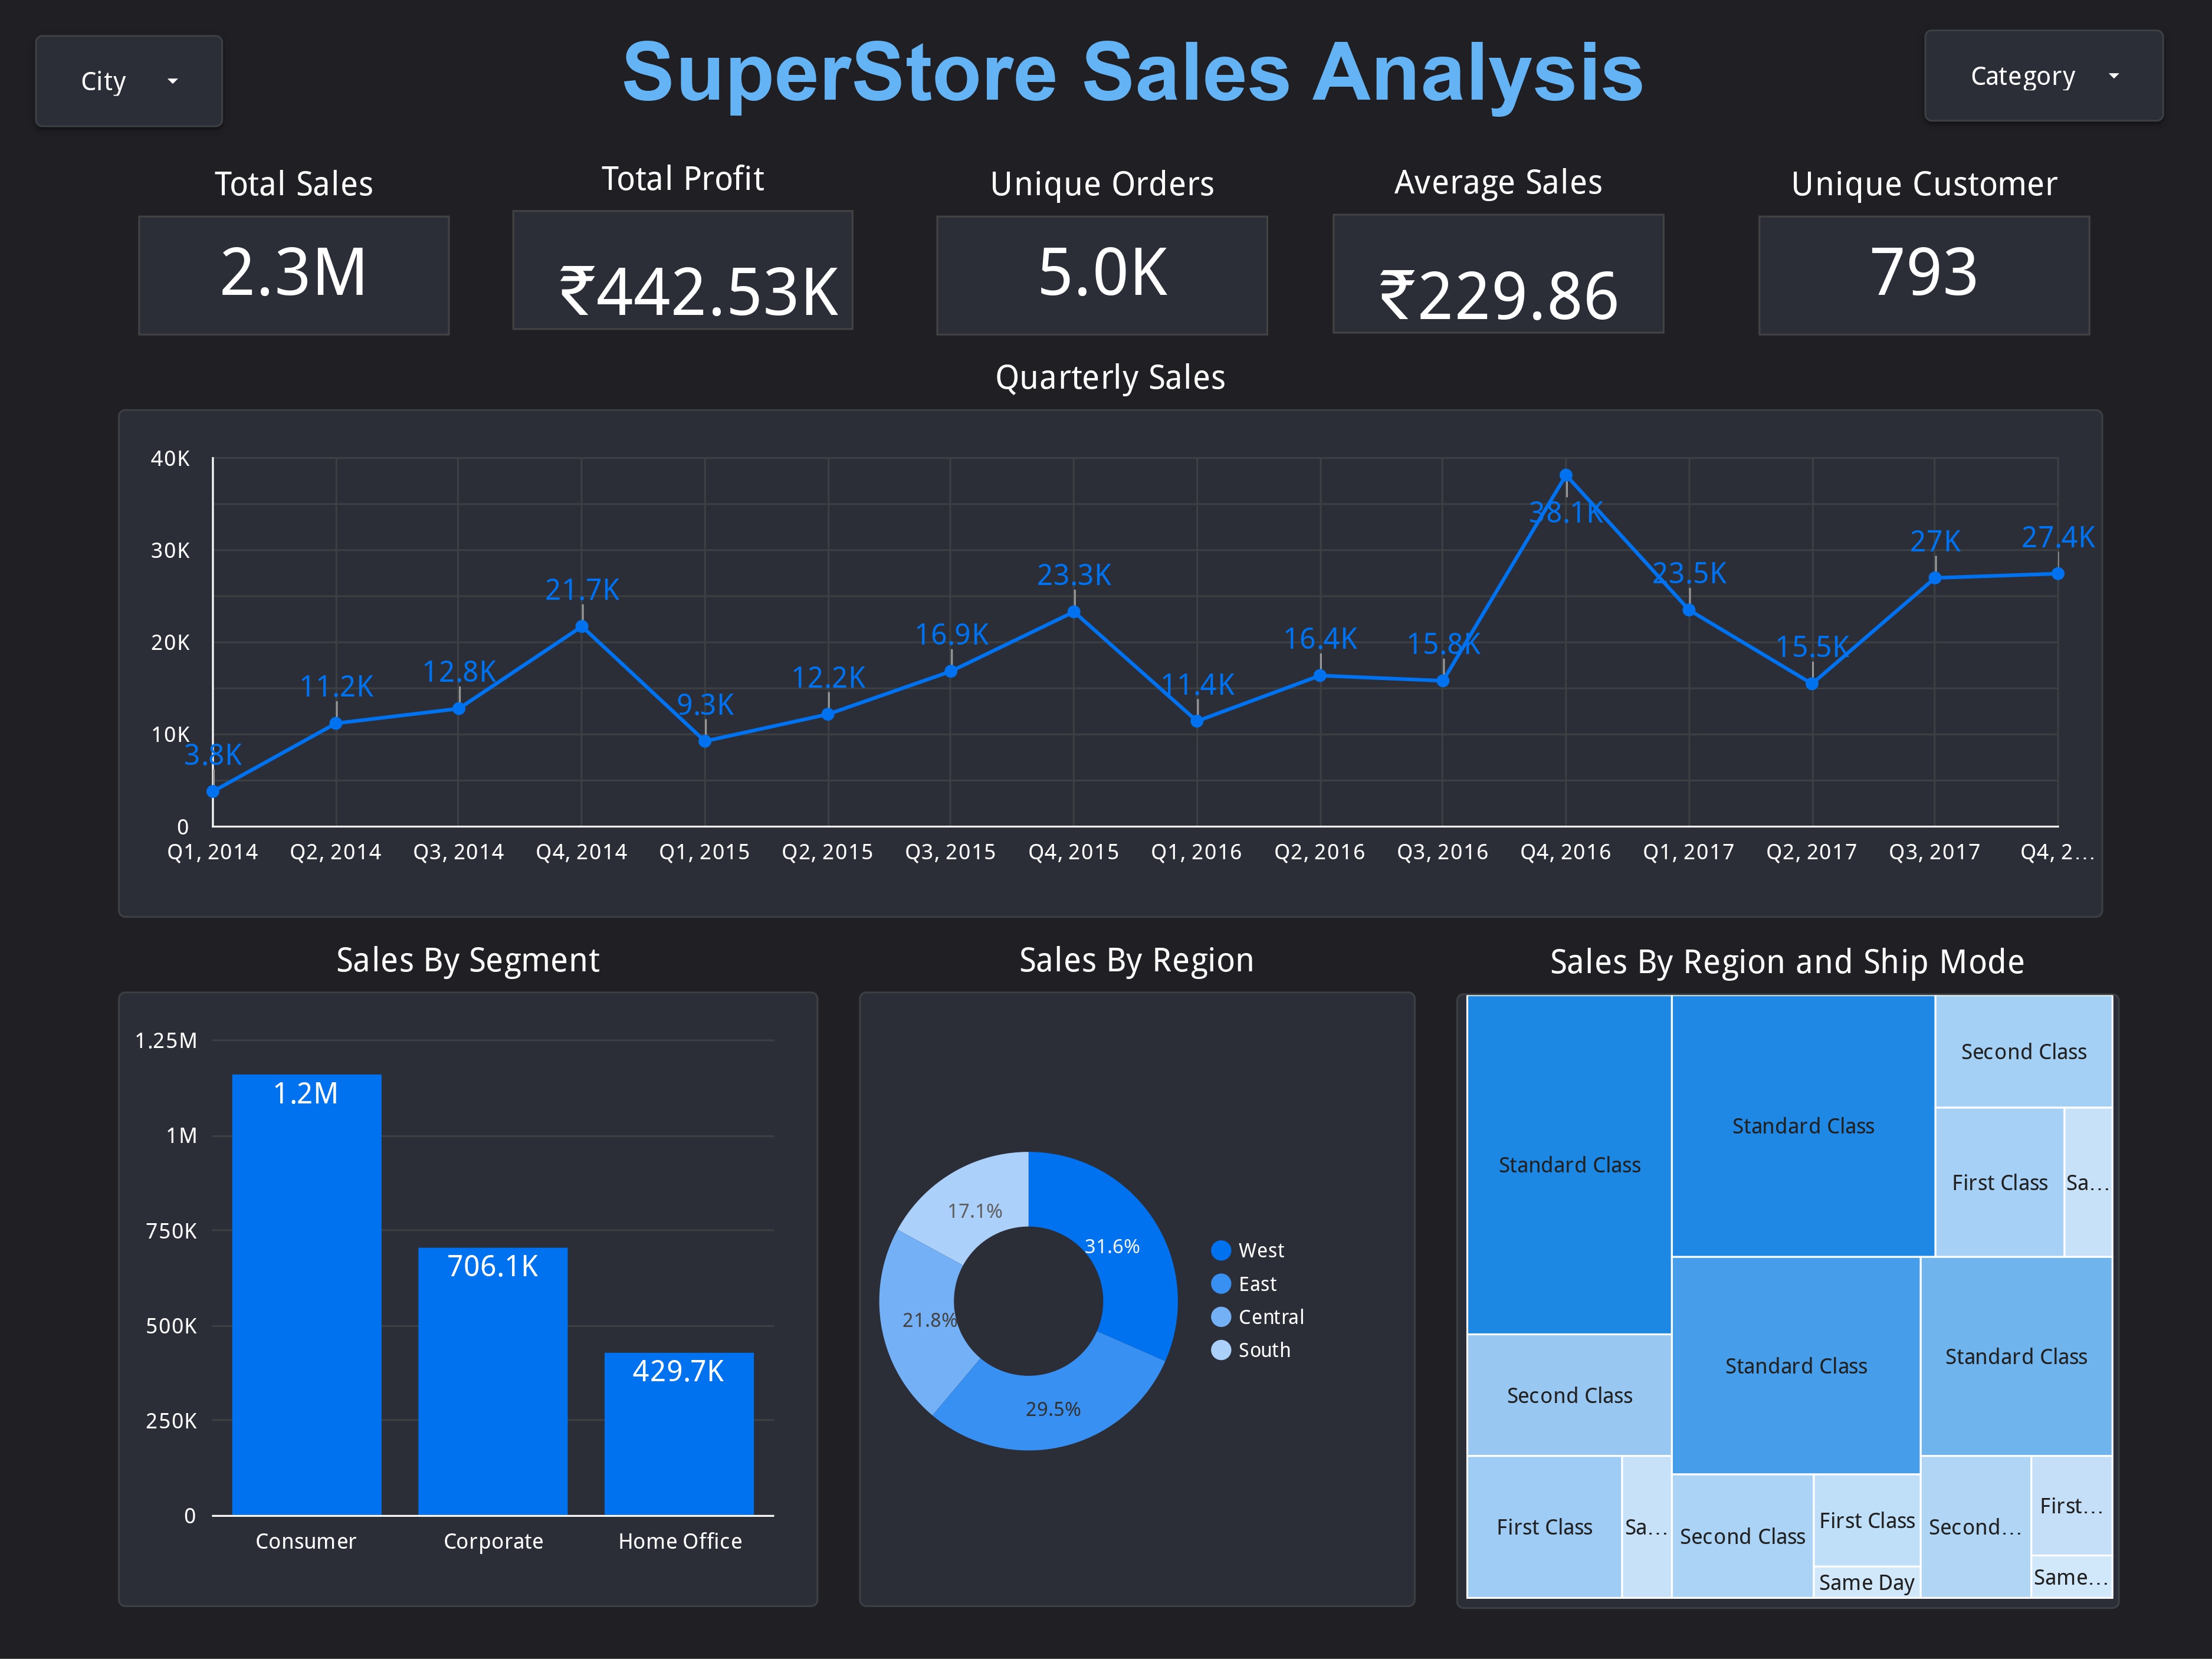 City
SuperStore Sales Analysis
Category
Total Sales
Total Profit
Unique Orders
Average Sales
Unique Customer
2.3M
₹442.53K
5.0K
₹229.86
793
Quarterly Sales
40K
30K
20K
10K
0
3.8K
11.2K
12.8K
21.7K
9.3K
12.2K
16.9K
23.3K
11.4K
16.4K
15.8K
38.1K
23.5K
15.5K
27K
27.4K
Q1, 2014
Q2, 2014
Q3, 2014
Q4, 2014
Q1, 2015
Q2, 2015
Q3, 2015
Q4, 2015
Q1, 2016
Q2, 2016
Q3, 2016
Q4, 2016
Q1, 2017
Q2, 2017
Q3, 2017
Q4, 2...
Sales By Segment
1.25M
1M
750K
500K
250K
0
1.2M
706.1K
429.7K
Consumer
Corporate
Home Office
Sales By Region
17.1%
31.6%
21.8%
29.5%
West
East
Central
South
Sales By Region and Ship Mode
Standard Class
Second Class
First Class
Sa...
Standard Class
Second Class
First Class
Sa...
Standard Class
Second Class
First Class
Same Day
Standard Class
Second...
First...
Same...